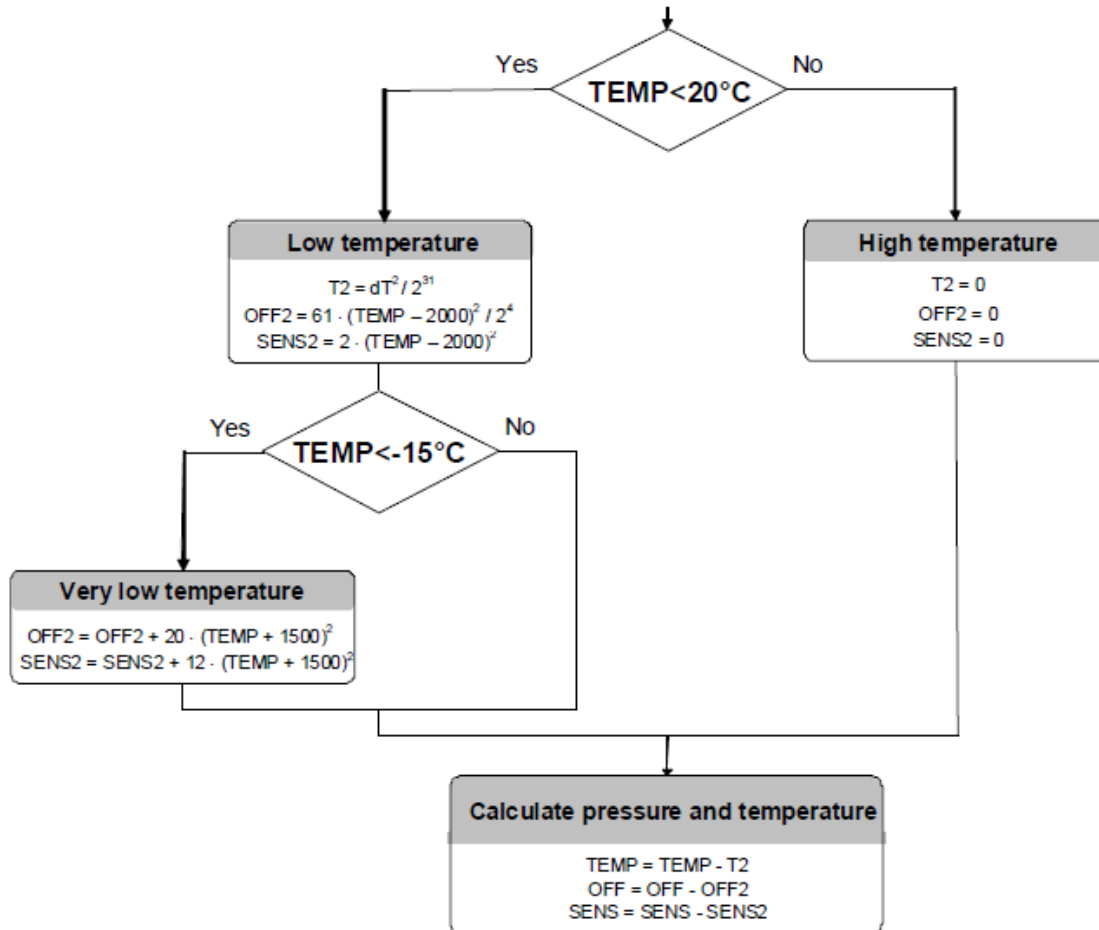 Yes
TEMP<20°C
No
Low temperature
T2 = dT² / 2³¹
OFF2 = 61 · (TEMP – 2000)² / 2⁴
SENS2 = 2 · (TEMP – 2000)²
High temperature
T2 = 0
OFF2 = 0
SENS2 = 0
Yes
TEMP<-15°C
No
Very low temperature
OFF2 = OFF2 + 20 · (TEMP + 1500)²
SENS2 = SENS2 + 12 · (TEMP + 1500)²
Calculate pressure and temperature
TEMP = TEMP - T2
OFF = OFF - OFF2
SENS = SENS - SENS2